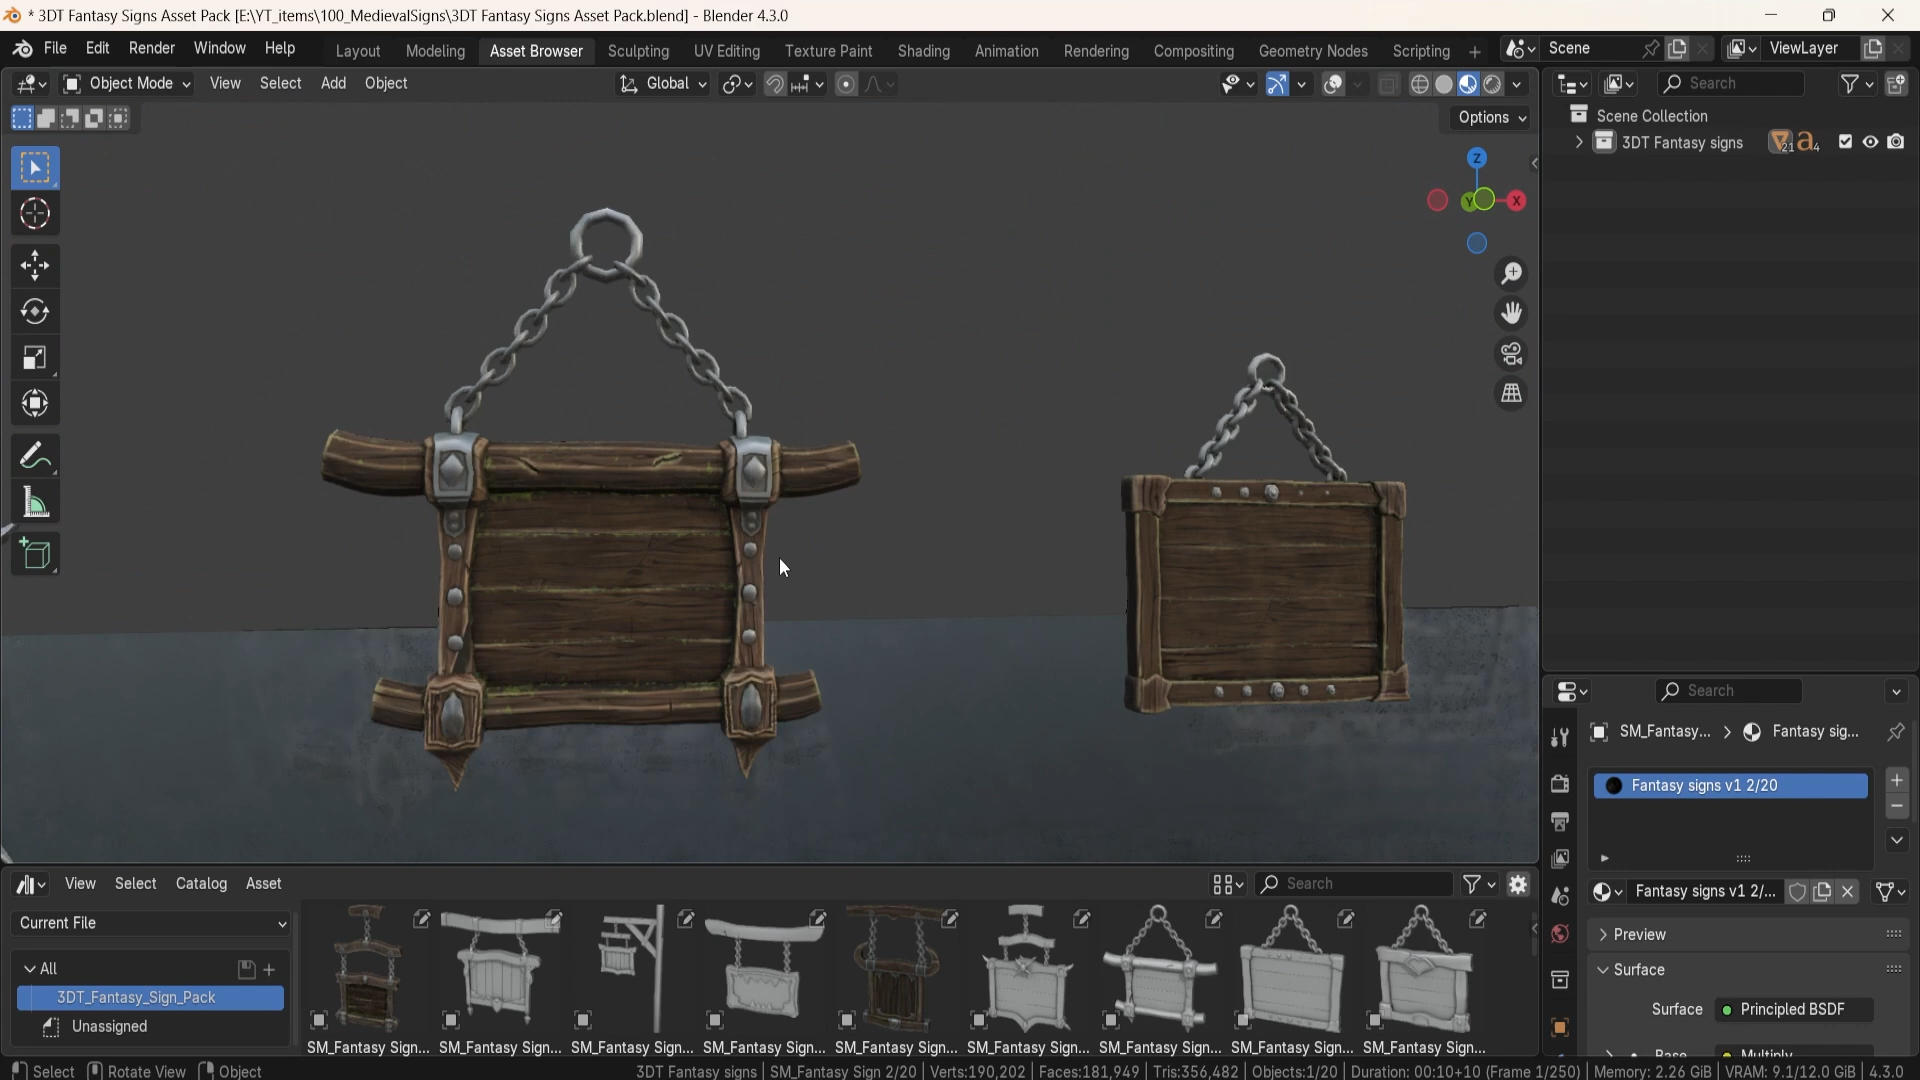 * 3DT Fantasy Signs Asset Pack [E:\YT_items\100_MedievalSigns\3DT Fantasy Signs Asset Pack.blend] - Blender 4.3.0
File Edit Render Window Help Layout Modeling Asset Browser Sculpting UV Editing Texture Paint Shading Animation Rendering Compositing Geometry Nodes Scripting + Scene ViewLayer
Object Mode View Select Add Object Global Search
Options
Scene Collection
3DT Fantasy signs 21 4
Z
Y X
Search
SM_Fantasy... > Fantasy sig...
Fantasy signs v1 2/20
Fantasy signs v1 2/...
Preview
Surface
Surface Principled BSDF
Base Multiply
View Select Catalog Asset Search
Current File
All
3DT_Fantasy_Sign_Pack
Unassigned
SM_Fantasy Sign... SM_Fantasy Sign... SM_Fantasy Sign... SM_Fantasy Sign... SM_Fantasy Sign... SM_Fantasy Sign... SM_Fantasy Sign... SM_Fantasy Sign... SM_Fantasy Sign...
Select Rotate View Object 3DT Fantasy signs | SM_Fantasy Sign 2/20 | Verts:190,202 | Faces:181,949 | Tris:356,482 | Objects:1/20 | Duration: 00:10+10 (Frame 1/250) | Memory: 2.26 GiB | VRAM: 9.1/12.0 GiB | 4.3.0